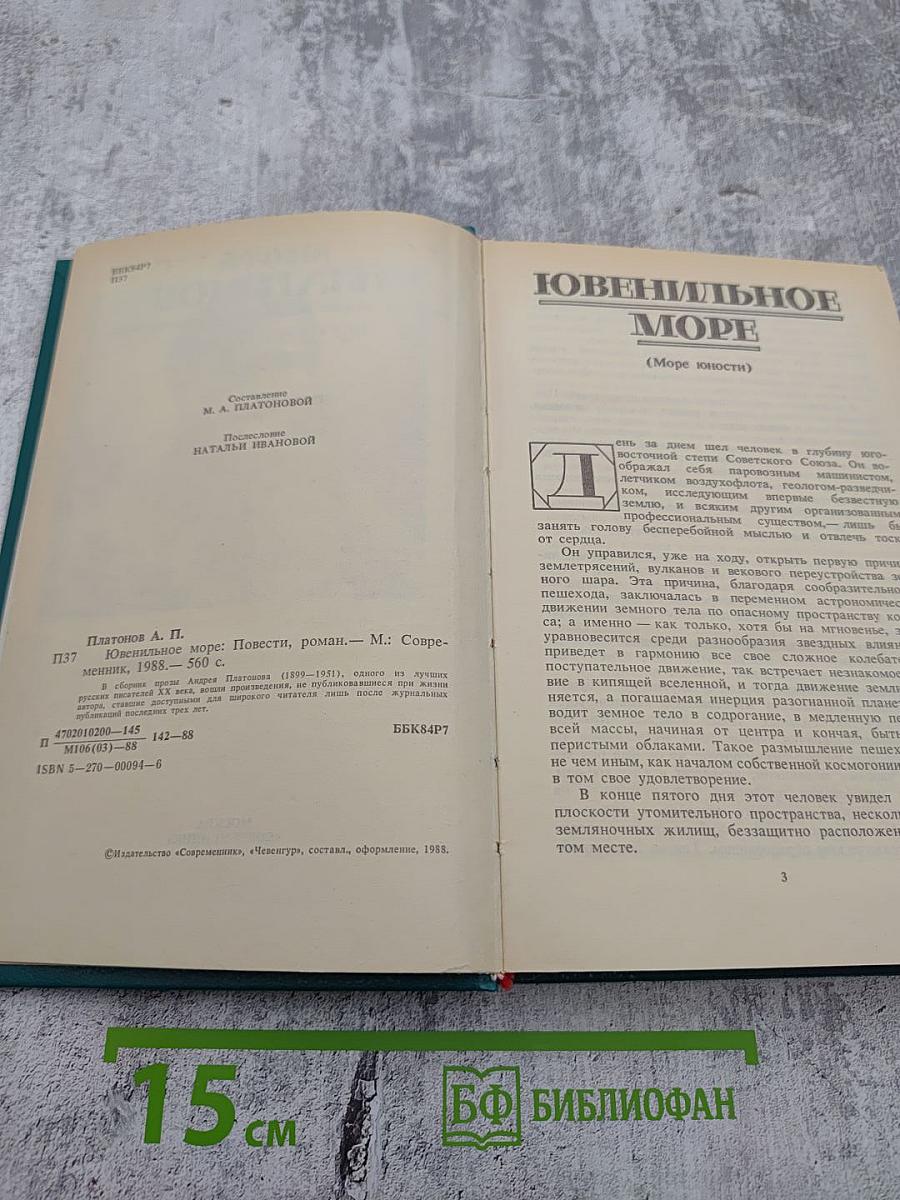 ББК84Р7
П37
Составление
М. А. ПЛАТОНОВОЙ
Послесловие
НАТАЛЬИ ИВАНОВОЙ
Платонов А. П.
П37 Ювенильное море: Повести, роман.— М.: Совре-
менник, 1988.— 560 с.
В сборник прозы Андрея Платонова (1899—1951), одного из лучших
русских писателей XX века, вошли произведения, не публиковавшиеся при жизни
автора, ставшие доступными для широкого читателя лишь после журнальных
публикаций последних трех лет.
П 4702010200—145 142—88 ББК84Р7
М106(03)—88
ISBN 5—270—00094—6
©Издательство «Современник», «Чевенгур», составл., оформление, 1988.
ЮВЕНИЛЬНОЕ
МОРЕ
(Море юности)
День за днем шел человек в глубину юго-
восточной степи Советского Союза. Он во-
ображал себя паровозным машинистом,
летчиком воздухофлота, геологом-разведчи-
ком, исследующим впервые безвестную
землю, и всяким другим организованным
профессиональным существом,— лишь бы
занять голову бесперебойной мыслью и отвлечь тоск
от сердца.
Он управился, уже на ходу, открыть первую причи
землетрясений, вулканов и векового переустройства зе
ного шара. Эта причина, благодаря сообразительно
пешехода, заключалась в переменном астрономичес
движении земного тела по опасному пространству ко
са; а именно — как только, хотя бы на мгновенье, з
уравновесится среди разнообразия звездных влиян
приведет в гармонию все свое сложное колебате
поступательное движение, так встречает незнакомое
вие в кипящей вселенной, и тогда движение земли
няется, а погашаемая инерция разогнанной планет
водит земное тело в содрогание, в медленную пе
всей массы, начиная от центра и кончая, быть
перистыми облаками. Такое размышление пешех
не чем иным, как началом собственной космогонии
в том свое удовлетворение.
В конце пятого дня этот человек увидел
плоскости утомительного пространства, несколь
земляночных жилищ, беззащитно расположен
том месте.
3
15 см
БФ БИБЛИОФАН